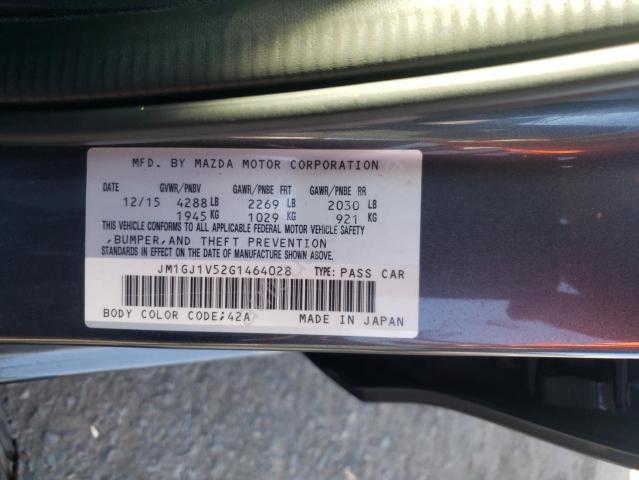 MFD. BY MAZDA MOTOR CORPORATION
DATE GVWR/PNBV GAWR/PNBE FRT GAWR/PNBE RR
12/15 4288 LB 2269 LB 2030 LB
1945 KG 1029 KG 921 KG
THIS VEHICLE CONFORMS TO ALL APPLICABLE FEDERAL MOTOR VEHICLE SAFETY
,BUMPER,AND THEFT PREVENTION
STANDARDS IN EFFECT ON THE DATE OF MANUFACTURE SHOWN ABOVE.
JM1GJ1V52G1464028 TYPE: PASS CAR
BODY COLOR CODE:42A MADE IN JAPAN